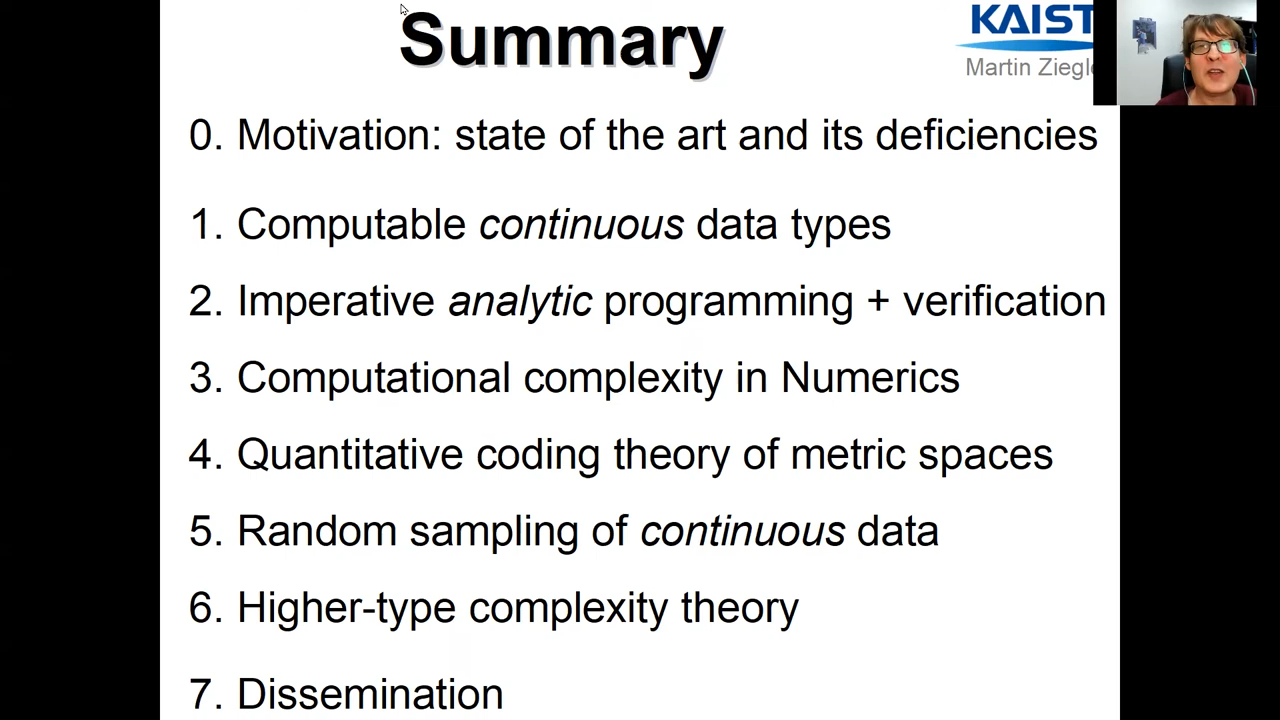 Summary
KAIST
Martin Ziegl
0. Motivation: state of the art and its deficiencies
1. Computable continuous data types
2. Imperative analytic programming + verification
3. Computational complexity in Numerics
4. Quantitative coding theory of metric spaces
5. Random sampling of continuous data
6. Higher-type complexity theory
7. Dissemination